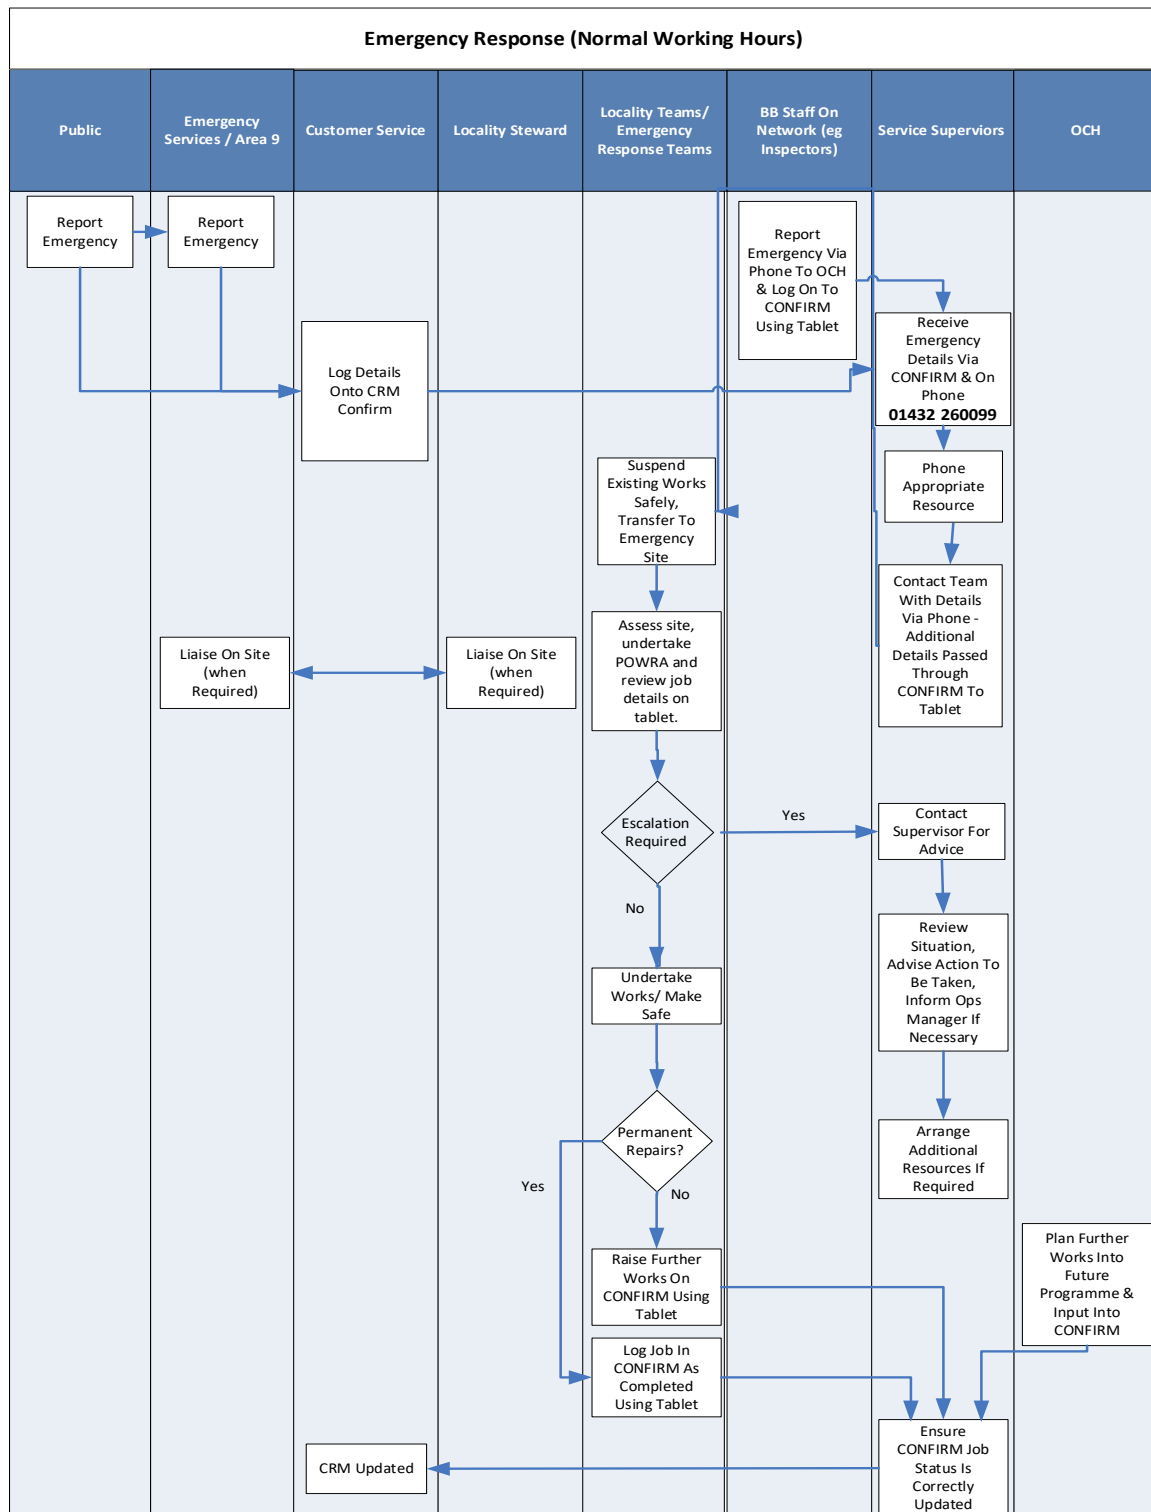 Emergency Response (Normal Working Hours)
Public
Emergency
Services / Area 9
Customer Service
Locality Steward
Locality Teams/
Emergency
Response Teams
BB Staff On
Network (eg
Inspectors)
Service Superviors
OCH
Report
Emergency
Report
Emergency
Report
Emergency Via
Phone To OCH
& Log On To
CONFIRM
Using Tablet
Receive
Emergency
Details Via
CONFIRM & On
Phone
01432 260099
Log Details
Onto CRM
Confirm
Suspend
Existing Works
Safely,
Transfer To
Emergency
Site
Phone
Appropriate
Resource
Contact Team
With Details
Via Phone -
Additional
Details Passed
Through
CONFIRM To
Tablet
Liaise On Site
(when
Required)
Liaise On Site
(when
Required)
Assess site,
undertake
POWRA and
review job
details on
tablet.
Escalation
Required
Yes
No
Contact
Supervisor For
Advice
Review
Situation,
Advise Action To
Be Taken,
Inform Ops
Manager If
Necessary
Undertake
Works/ Make
Safe
Permanent
Repairs?
Yes
No
Arrange
Additional
Resources If
Required
Raise Further
Works On
CONFIRM Using
Tablet
Plan Further
Works Into
Future
Programme &
Input Into
CONFIRM
Log Job In
CONFIRM As
Completed
Using Tablet
CRM Updated
Ensure
CONFIRM Job
Status Is
Correctly
Updated